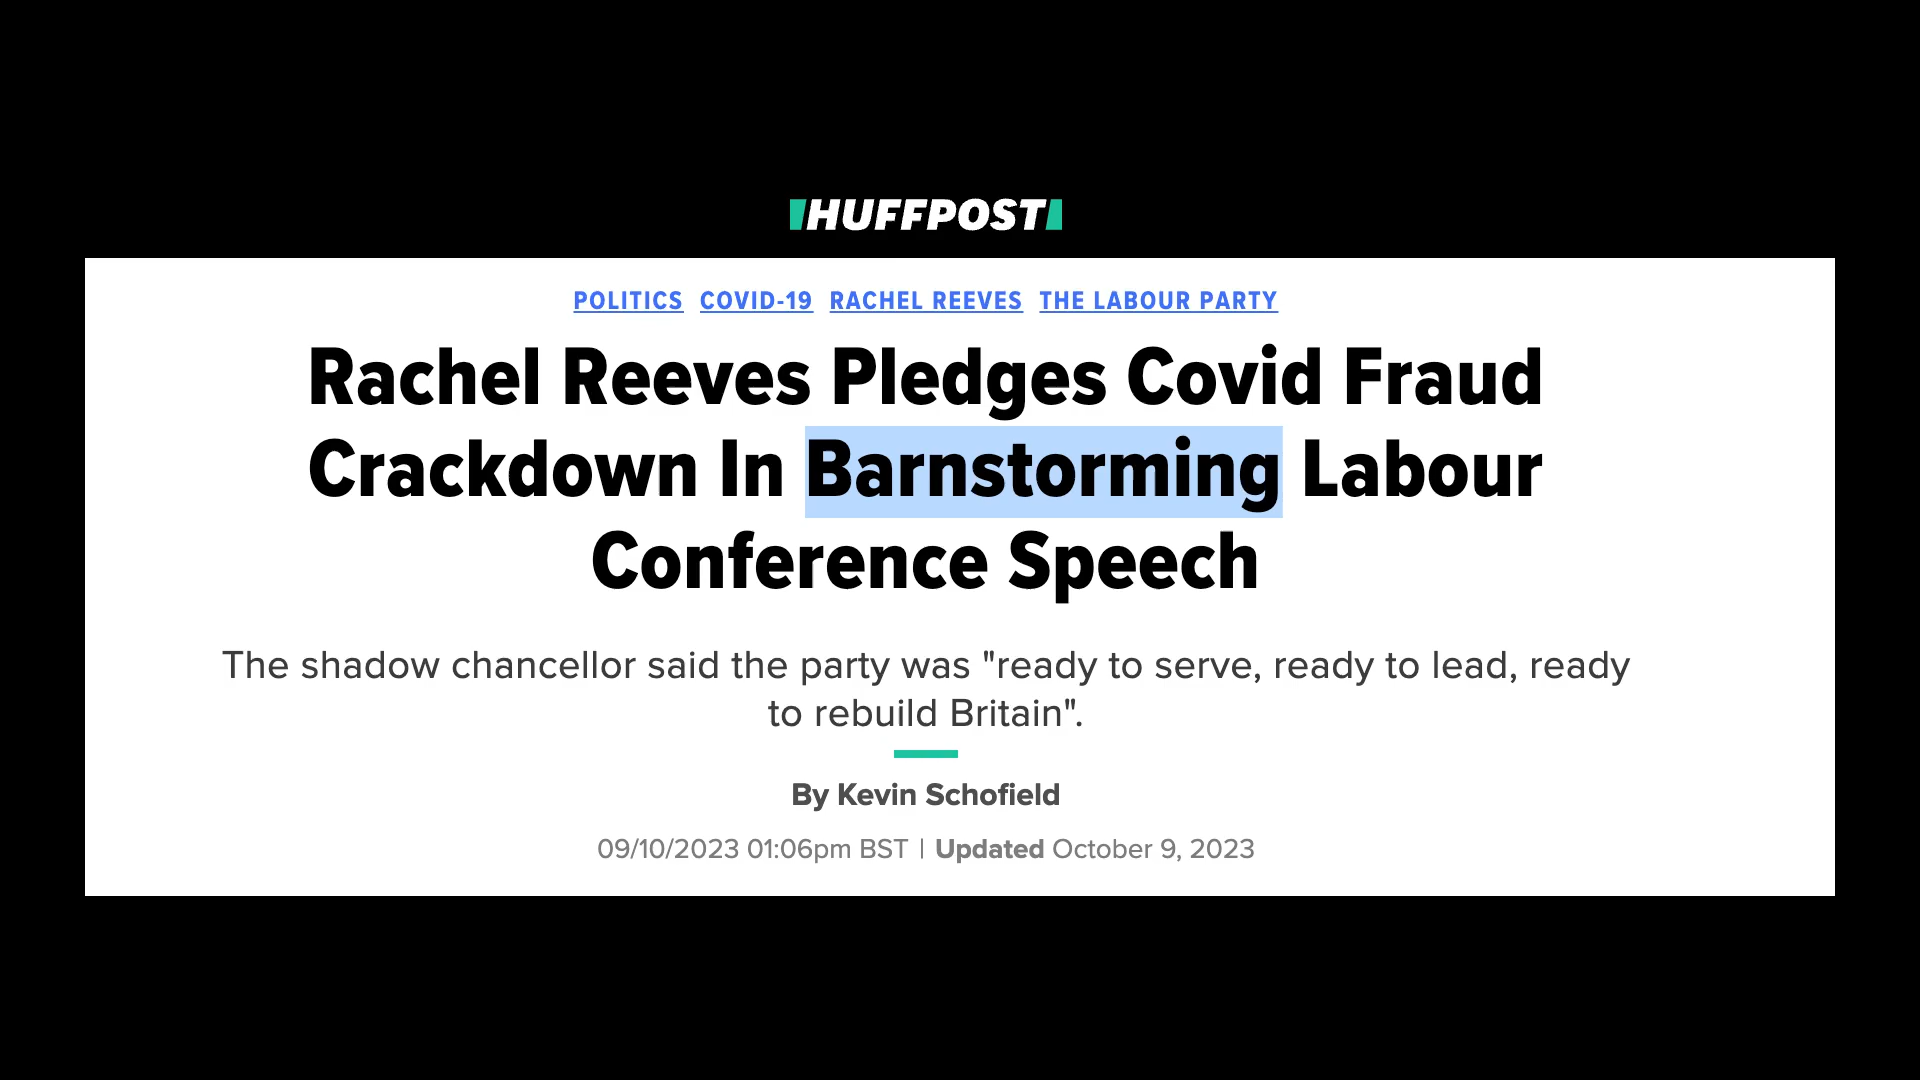 HUFFPOST
POLITICS COVID-19 RACHEL REEVES THE LABOUR PARTY
Rachel Reeves Pledges Covid Fraud
Crackdown In Barnstorming Labour
Conference Speech
The shadow chancellor said the party was "ready to serve, ready to lead, ready
to rebuild Britain".
By Kevin Schofield
09/10/2023 01:06pm BST | Updated October 9, 2023